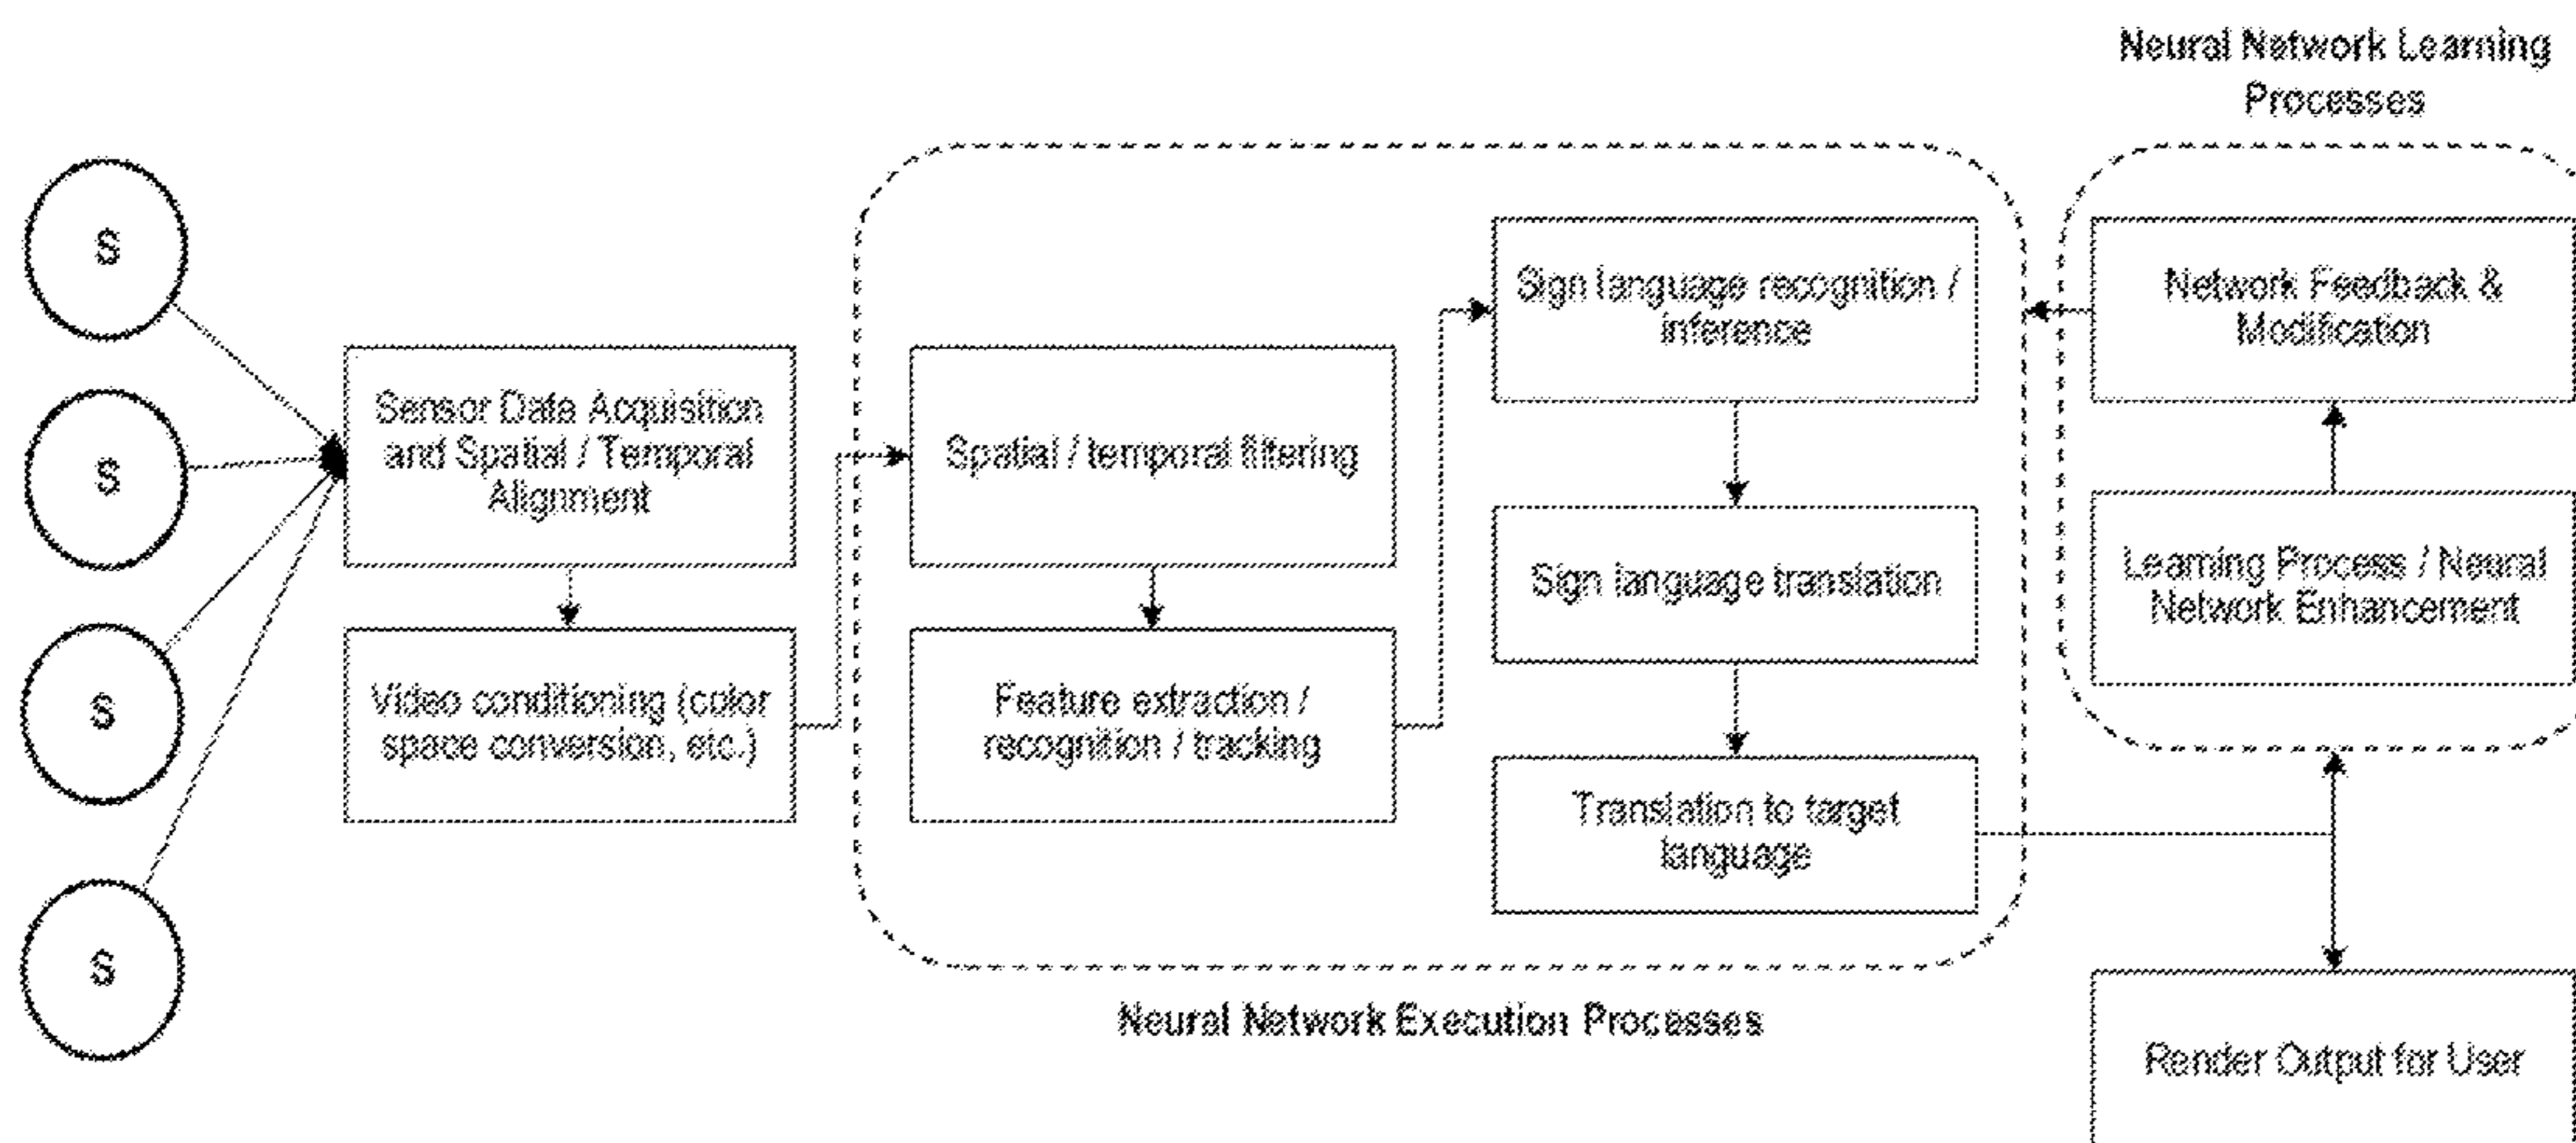 Neural Network Learning
Processes
S
S
S
S
Sensor Data Acquisition
and Spatial / Temporal
Alignment
Video conditioning (color
space conversion, etc.)
Spatial / temporal filtering
Feature extraction /
recognition / tracking
Sign language recognition /
inference
Sign language translation
Translation to target
language
Neural Network Execution Processes
Network Feedback &
Modification
Learning Process / Neural
Network Enhancement
Render Output for User